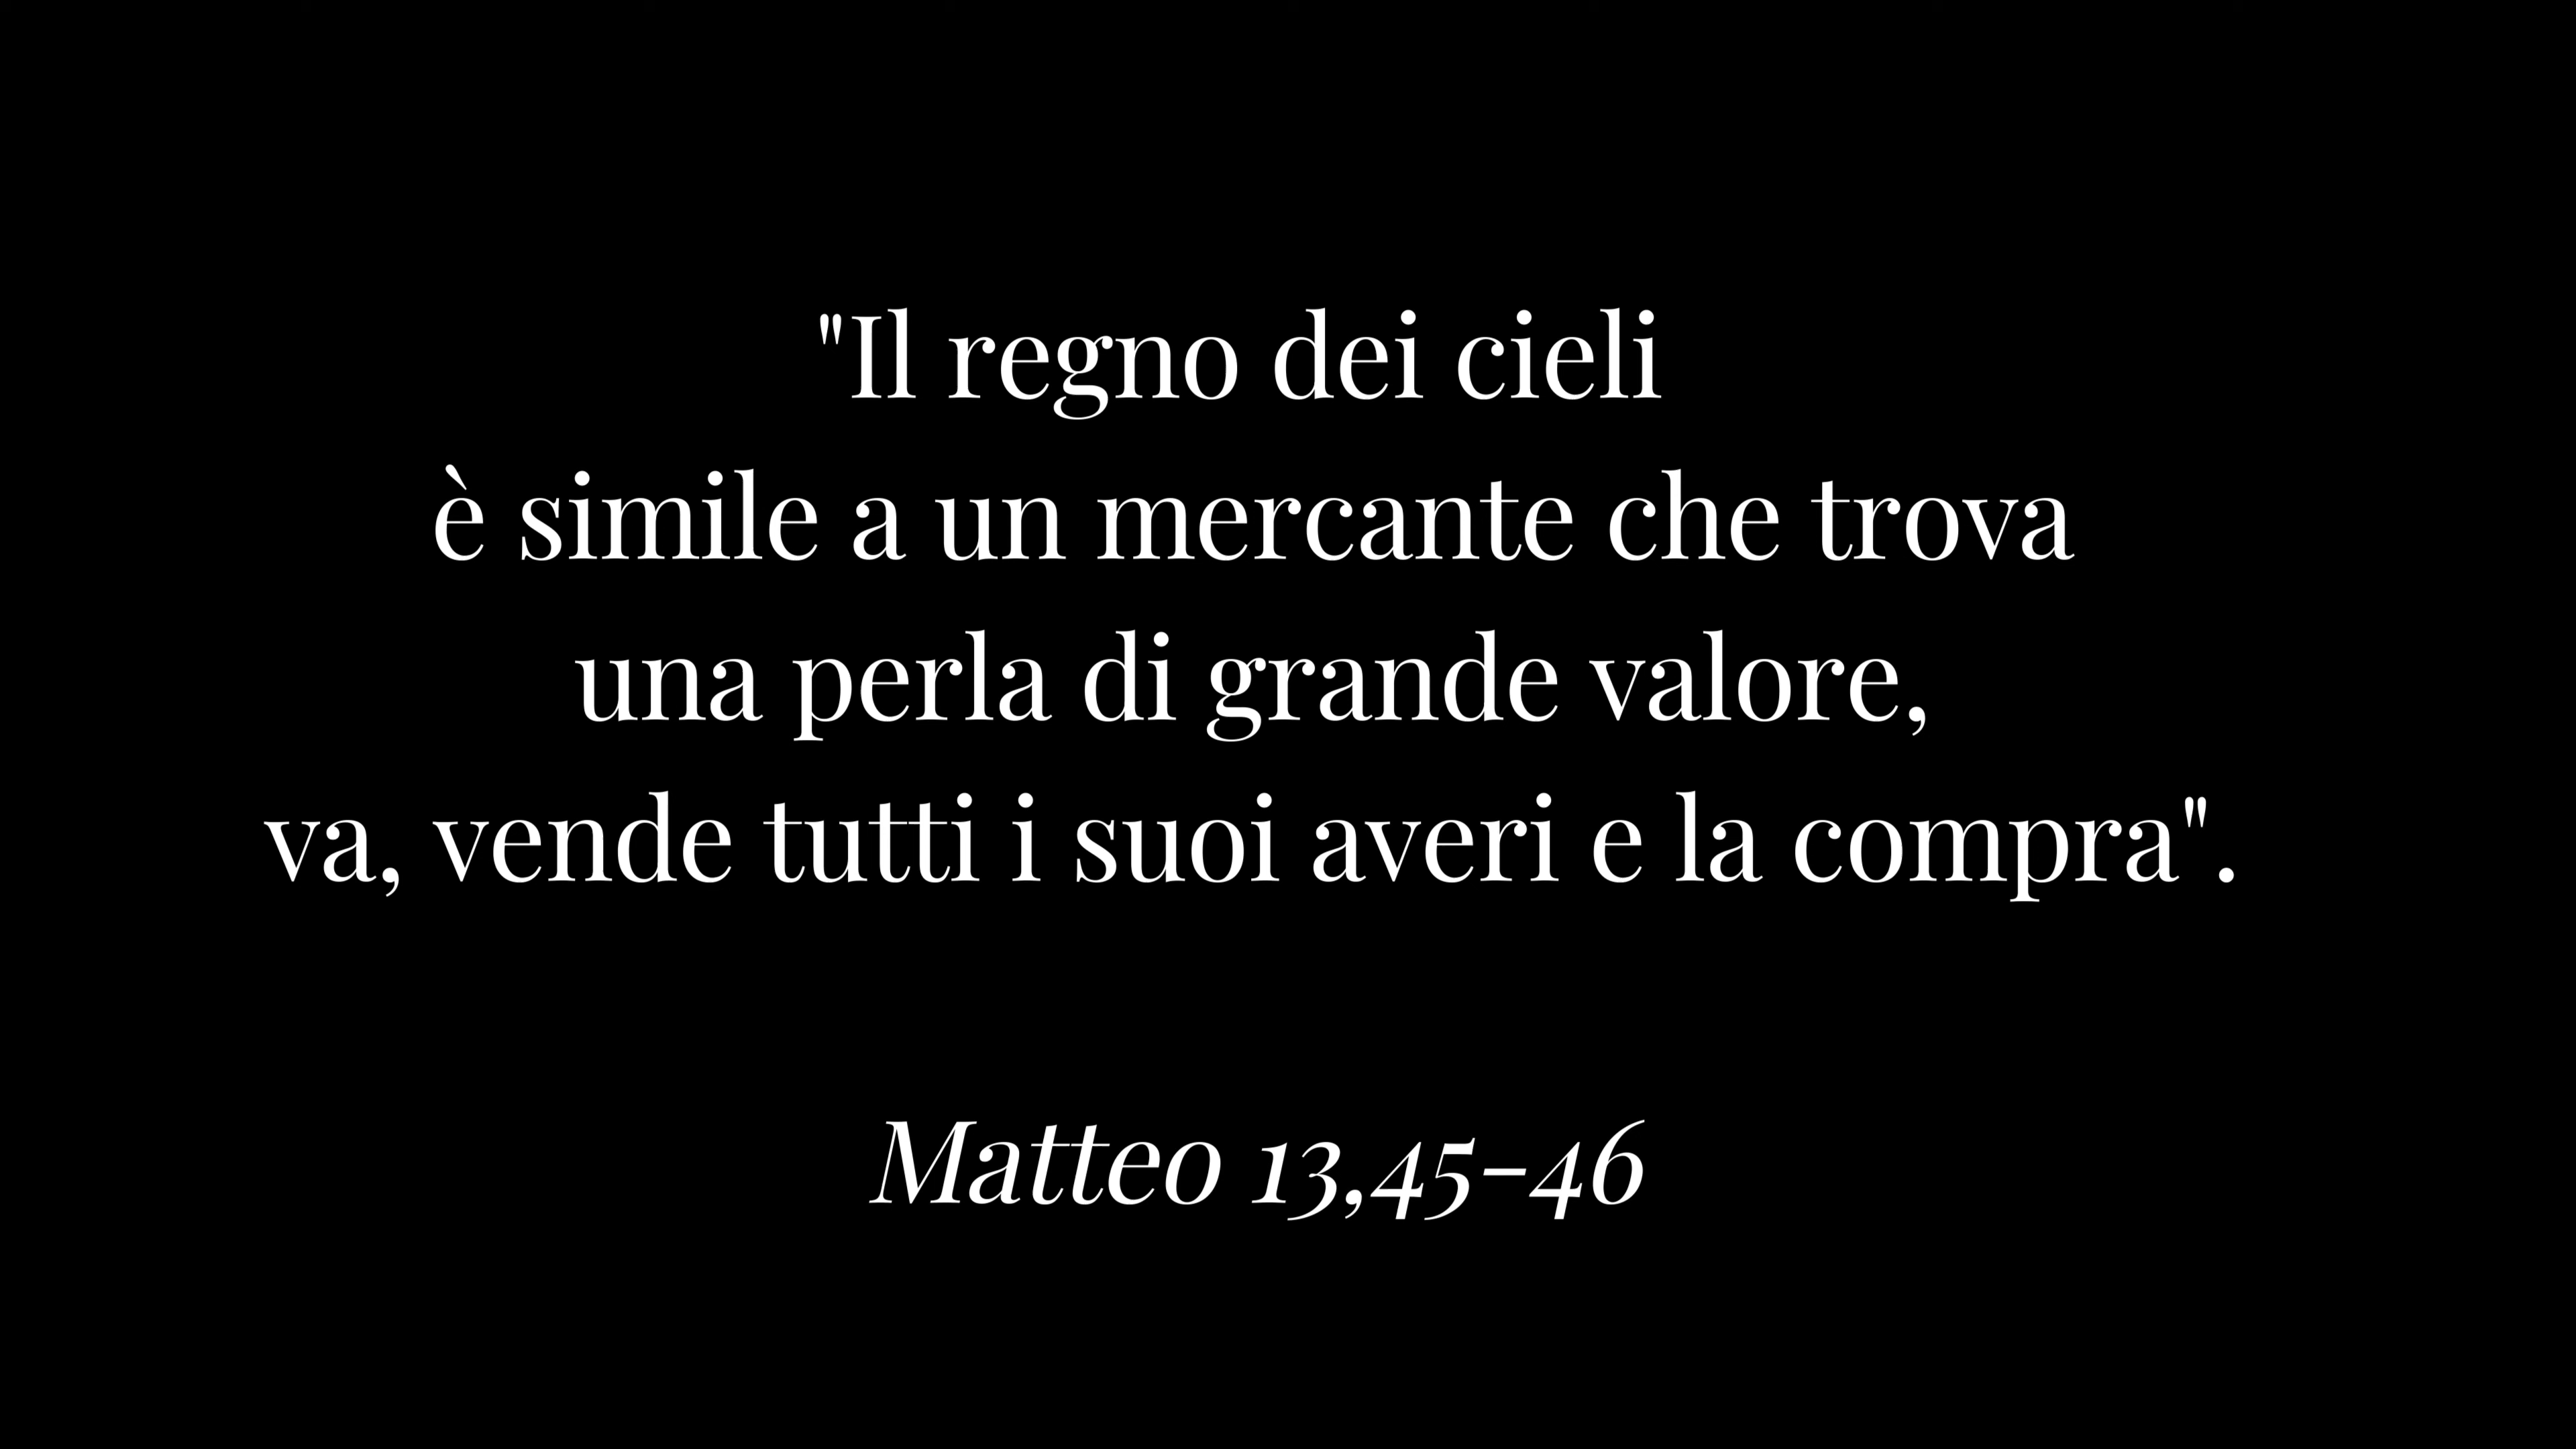 "Il regno dei cieli
è simile a un mercante che trova
una perla di grande valore,
va, vende tutti i suoi averi e la compra".
Matteo 13,45-46